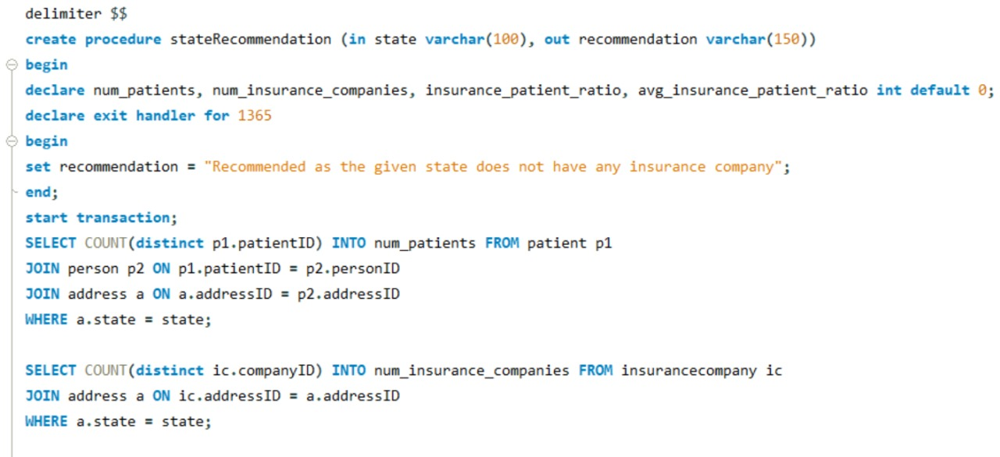 delimiter $$
create procedure stateRecommendation (in state varchar(100), out recommendation varchar(150))
begin
declare num_patients, num_insurance_companies, insurance_patient_ratio, avg_insurance_patient_ratio int default 0;
declare exit handler for 1365
begin
set recommendation = "Recommended as the given state does not have any insurance company";
end;
start transaction;
SELECT COUNT(distinct p1.patientID) INTO num_patients FROM patient p1
JOIN person p2 ON p1.patientID = p2.personID
JOIN address a ON a.addressID = p2.addressID
WHERE a.state = state;
SELECT COUNT(distinct ic.companyID) INTO num_insurance_companies FROM insurancecompany ic
JOIN address a ON ic.addressID = a.addressID
WHERE a.state = state;